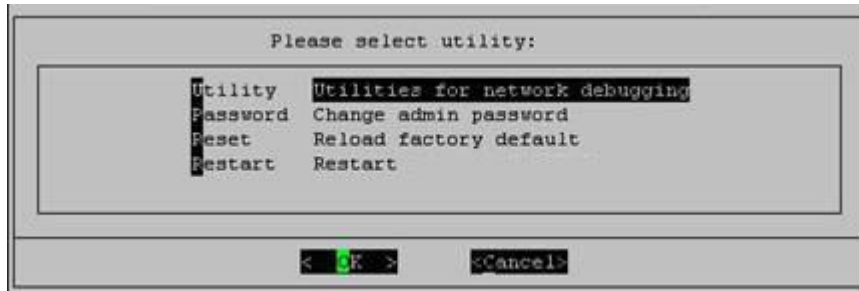 Please select utility:
Utility Utilities for network debugging
Password Change admin password
Reset Reload factory default
Restart Restart
< OK > <Cancel>